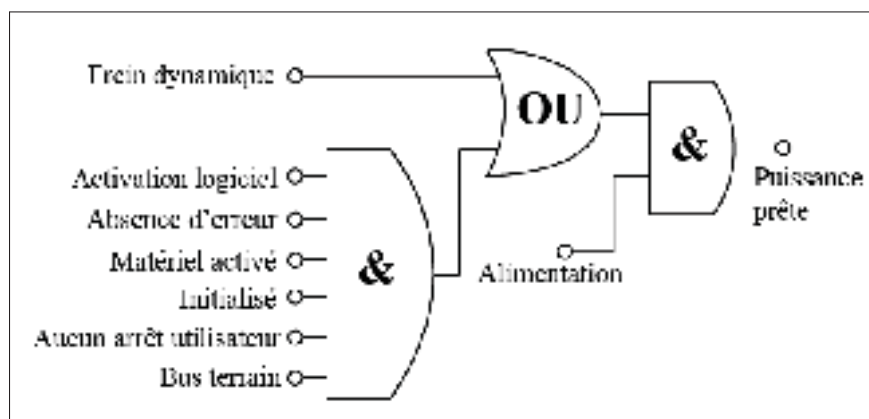 Frein dynamique
OU
&
Puissance
prête
Activation logiciel
Absence d'erreur
Matériel activé
Initialisé
Aucun arrêt utilisateur
Bus terrain
&
Alimentation